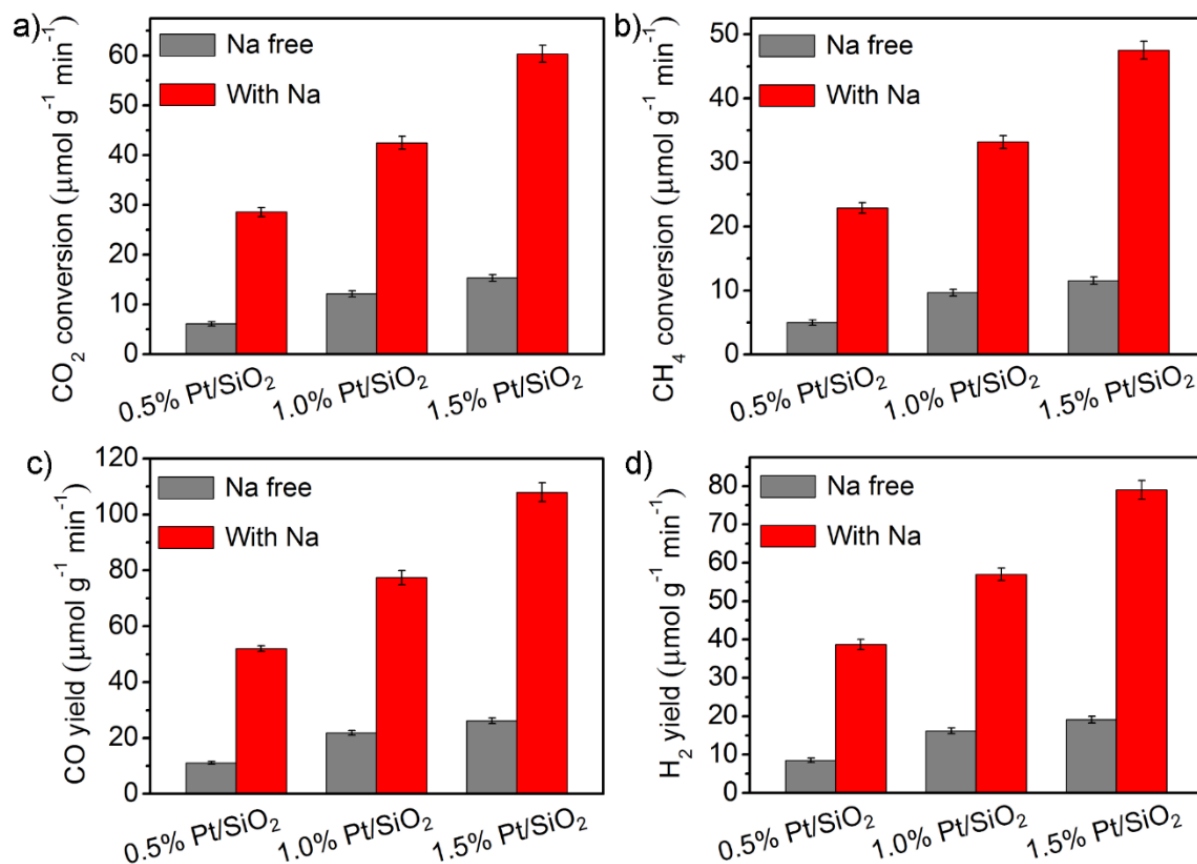 a)
CO₂ conversion (μmol g⁻¹ min⁻¹)
60
50
40
30
20
10
0
Na free
With Na
0.5% Pt/SiO₂
1.0% Pt/SiO₂
1.5% Pt/SiO₂
b)
CH₄ conversion (μmol g⁻¹ min⁻¹)
50
40
30
20
10
0
Na free
With Na
0.5% Pt/SiO₂
1.0% Pt/SiO₂
1.5% Pt/SiO₂
c)
CO yield (μmol g⁻¹ min⁻¹)
120
100
80
60
40
20
0
Na free
With Na
0.5% Pt/SiO₂
1.0% Pt/SiO₂
1.5% Pt/SiO₂
d)
H₂ yield (μmol g⁻¹ min⁻¹)
80
70
60
50
40
30
20
10
0
Na free
With Na
0.5% Pt/SiO₂
1.0% Pt/SiO₂
1.5% Pt/SiO₂